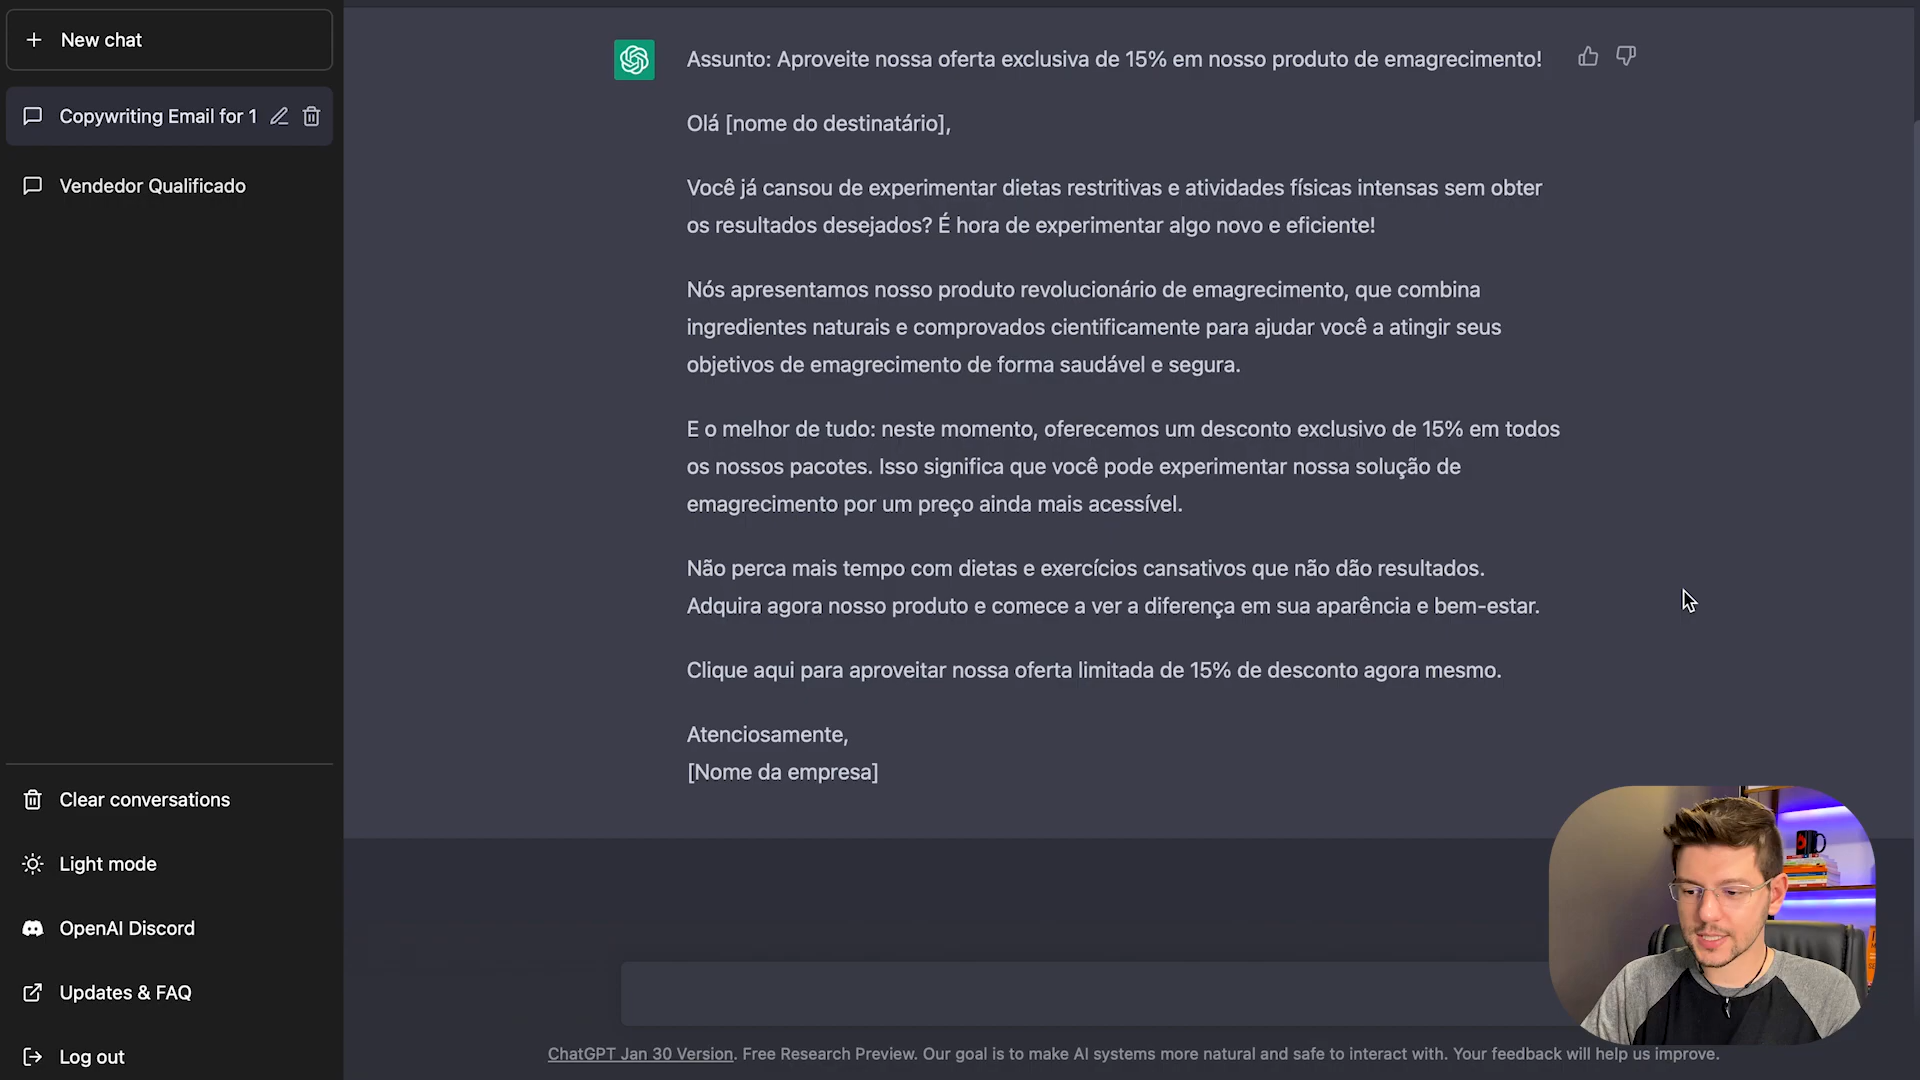 New chat
Copywriting Email for 1
Vendedor Qualificado
Clear conversations
Light mode
OpenAI Discord
Updates & FAQ
Log out
Assunto: Aproveite nossa oferta exclusiva de 15% em nosso produto de emagrecimento!
Olá [nome do destinatário],
Você já cansou de experimentar dietas restritivas e atividades físicas intensas sem obter
os resultados desejados? É hora de experimentar algo novo e eficiente!
Nós apresentamos nosso produto revolucionário de emagrecimento, que combina
ingredientes naturais e comprovados cientificamente para ajudar você a atingir seus
objetivos de emagrecimento de forma saudável e segura.
E o melhor de tudo: neste momento, oferecemos um desconto exclusivo de 15% em todos
os nossos pacotes. Isso significa que você pode experimentar nossa solução de
emagrecimento por um preço ainda mais acessível.
Não perca mais tempo com dietas e exercícios cansativos que não dão resultados.
Adquira agora nosso produto e comece a ver a diferença em sua aparência e bem-estar.
Clique aqui para aproveitar nossa oferta limitada de 15% de desconto agora mesmo.
Atenciosamente,
[Nome da empresa]
ChatGPT Jan 30 Version. Free Research Preview. Our goal is to make AI systems more natural and safe to interact with. Your feedback will help us improve.